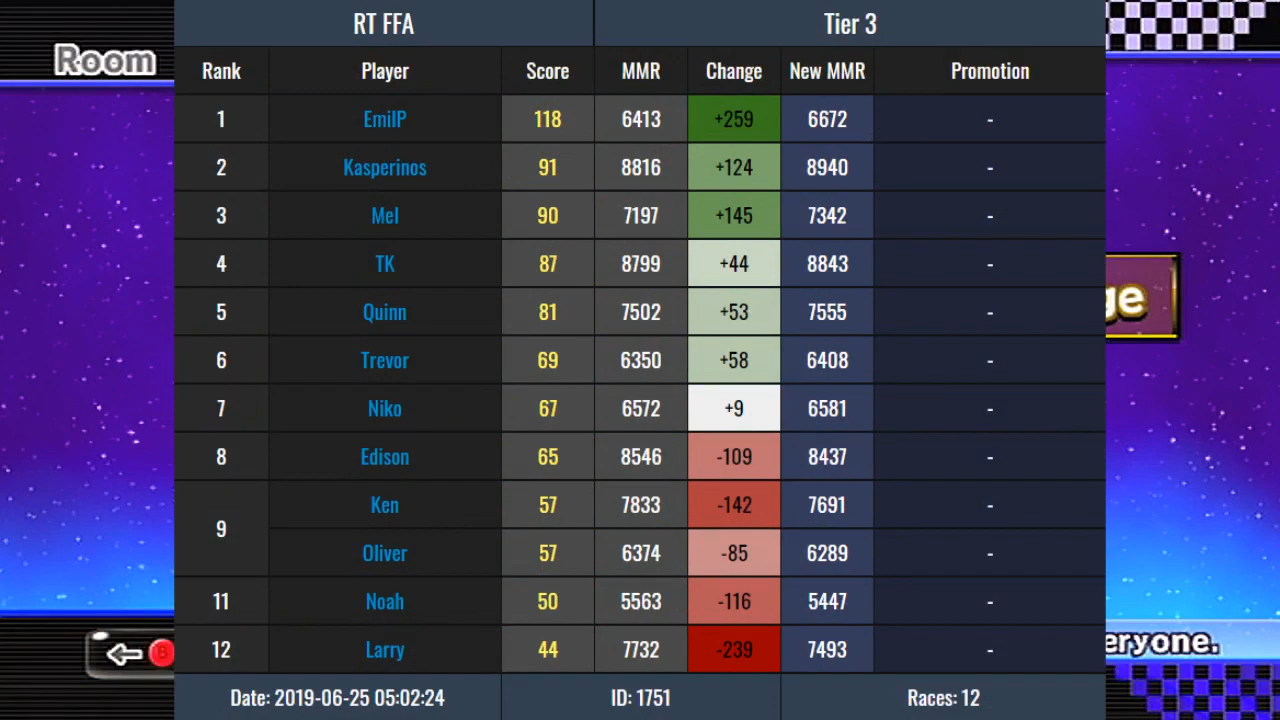 RT FFA Tier 3
Room
Rank Player Score MMR Change New MMR Promotion
1 EmilP 118 6413 +259 6672 -
2 Kasperinos 91 8816 +124 8940 -
3 Mel 90 7197 +145 7342 -
4 TK 87 8799 +44 8843 -
5 Quinn 81 7502 +53 7555 -
6 Trevor 69 6350 +58 6408 -
7 Niko 67 6572 +9 6581 -
8 Edison 65 8546 -109 8437 -
9 Ken 57 7833 -142 7691 -
Oliver 57 6374 -85 6289 -
11 Noah 50 5563 -116 5447 -
12 Larry 44 7732 -239 7493 -
Date: 2019-06-25 05:02:24 ID: 1751 Races: 12
ge
B
eryone.